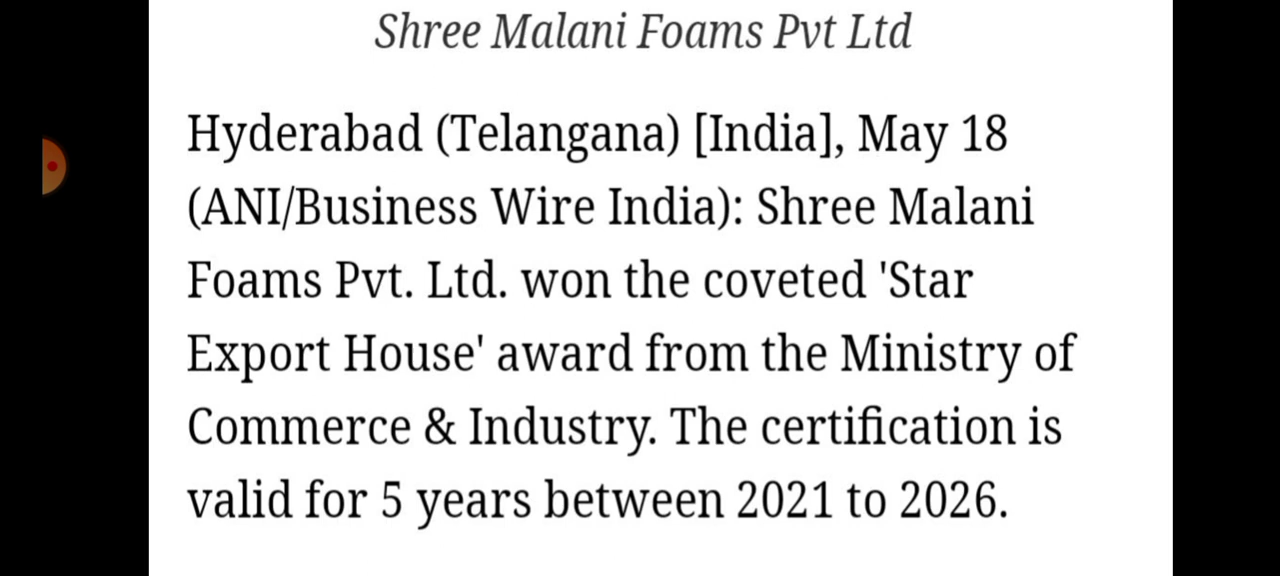 Shree Malani Foams Pvt Ltd
Hyderabad (Telangana) [India], May 18
(ANI/Business Wire India): Shree Malani
Foams Pvt. Ltd. won the coveted 'Star
Export House' award from the Ministry of
Commerce & Industry. The certification is
valid for 5 years between 2021 to 2026.